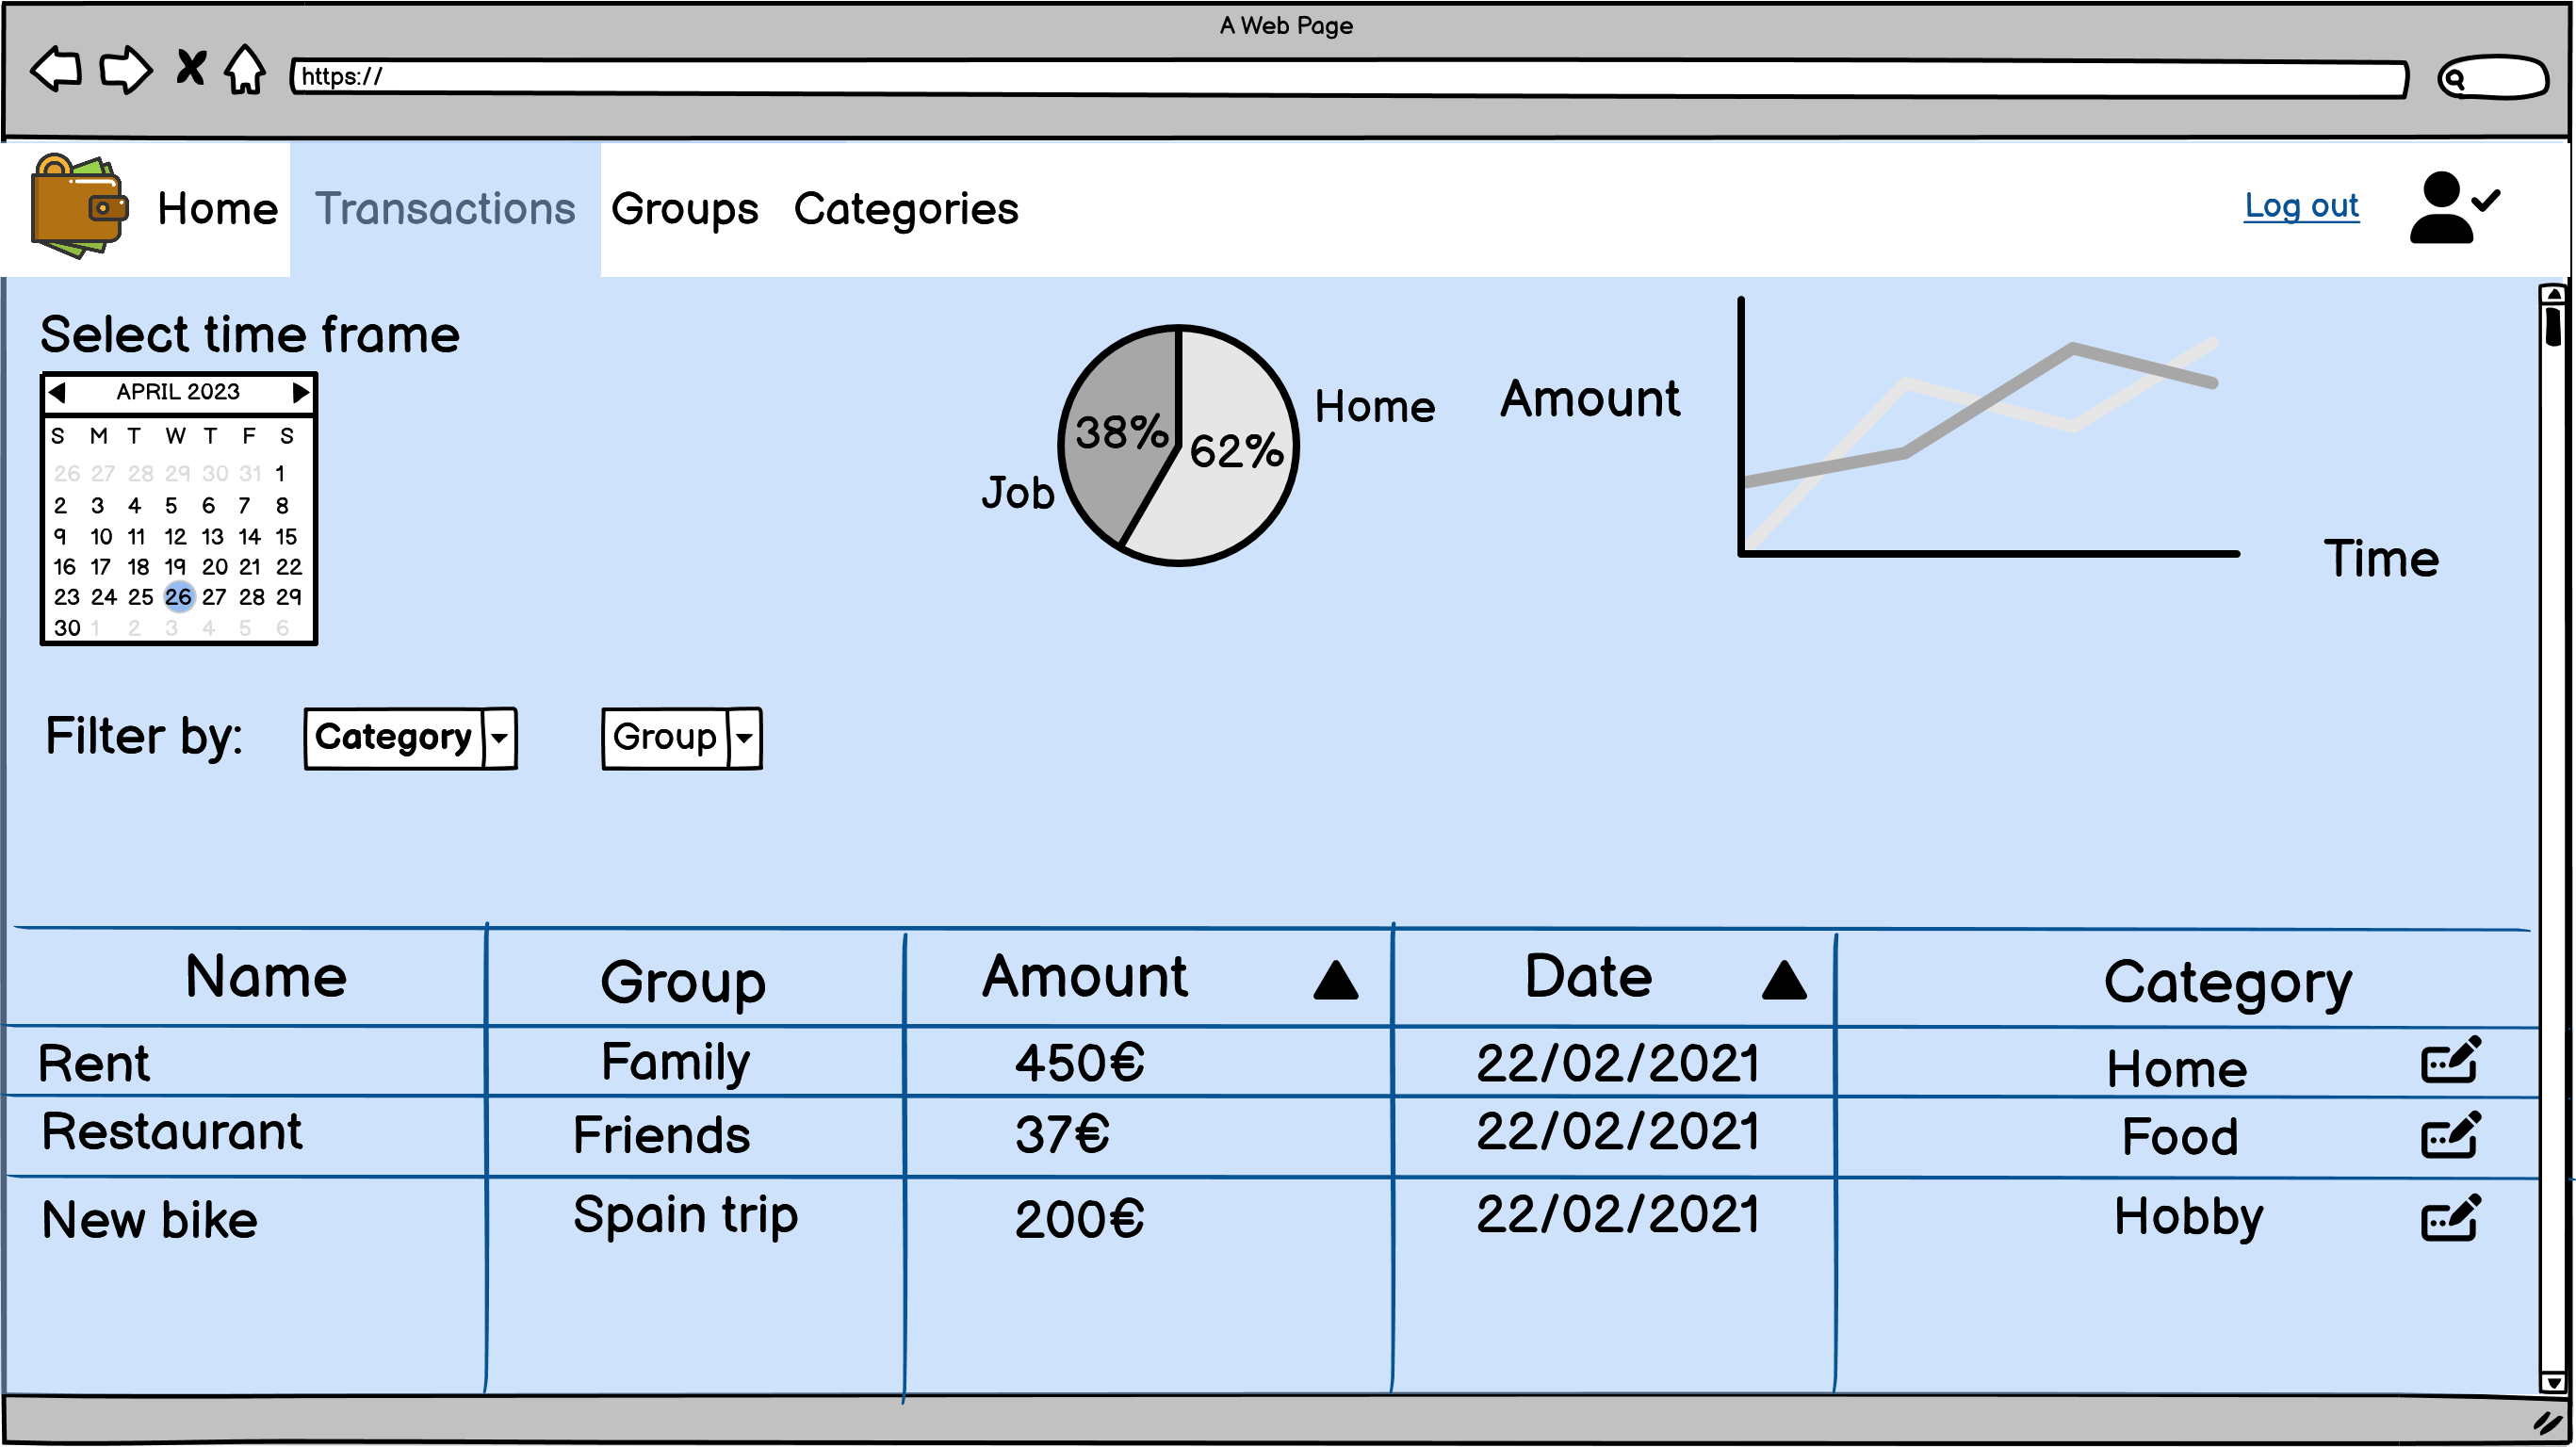 A Web Page
https://
Home Transactions Groups Categories Log out
Select time frame
APRIL 2023
S M T W T F S
26 27 28 29 30 31 1
2 3 4 5 6 7 8
9 10 11 12 13 14 15
16 17 18 19 20 21 22
23 24 25 26 27 28 29
30 1 2 3 4 5 6
38%
62%
Home
Job
Amount
Time
Filter by: Category Group
Name Group Amount Date Category
Rent Family 450€ 22/02/2021 Home
Restaurant Friends 37€ 22/02/2021 Food
New bike Spain trip 200€ 22/02/2021 Hobby